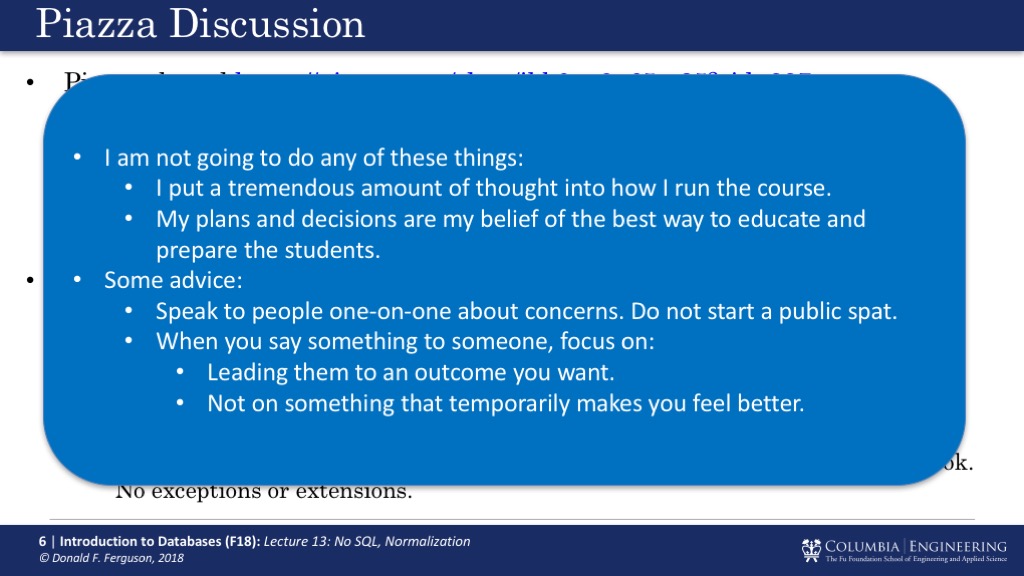 Piazza Discussion
• I am not going to do any of these things:
• I put a tremendous amount of thought into how I run the course.
• My plans and decisions are my belief of the best way to educate and
prepare the students.
• Some advice:
• Speak to people one-on-one about concerns. Do not start a public spat.
• When you say something to someone, focus on:
• Leading them to an outcome you want.
• Not on something that temporarily makes you feel better.
No exceptions or extensions.
6 | Introduction to Databases (F18): Lecture 13: No SQL, Normalization
© Donald F. Ferguson, 2018
COLUMBIA | ENGINEERING
The Fu Foundation School of Engineering and Applied Science